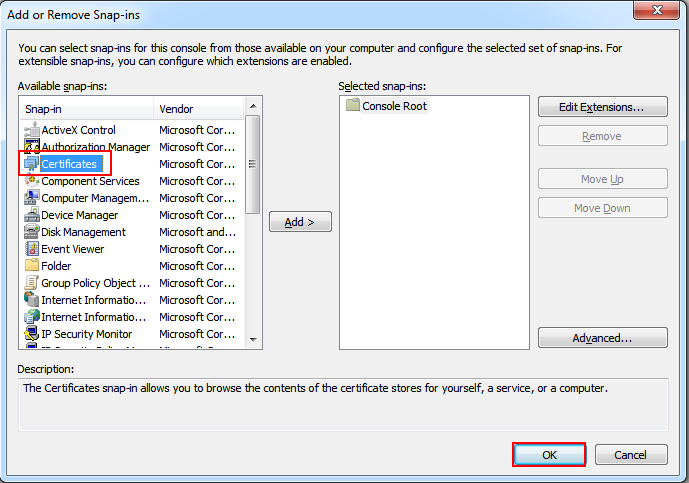 Add or Remove Snap-ins
You can select snap-ins for this console from those available on your computer and configure the selected set of snap-ins. For
extensible snap-ins, you can configure which extensions are enabled.
Available snap-ins:
Snap-in Vendor
ActiveX Control Microsoft Cor...
Authorization Manager Microsoft Cor...
Certificates Microsoft Cor...
Component Services Microsoft Cor...
Computer Managem... Microsoft Cor...
Device Manager Microsoft Cor...
Disk Management Microsoft and...
Event Viewer Microsoft Cor...
Folder Microsoft Cor...
Group Policy Object ... Microsoft Cor...
Internet Informatio... Microsoft Cor...
Internet Informatio... Microsoft Cor...
IP Security Monitor Microsoft Cor...
Add >
Selected snap-ins:
Console Root
Edit Extensions...
Remove
Move Up
Move Down
Advanced...
Description:
The Certificates snap-in allows you to browse the contents of the certificate stores for yourself, a service, or a computer.
OK
Cancel